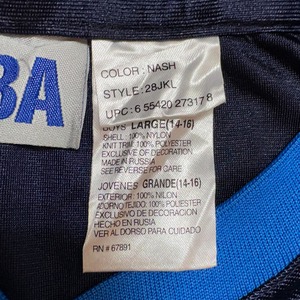 BA
COLOR: NASH
STYLE: 28JKL
UPC: 6 55420 27317 8
BOYS LARGE (14-16)
SHELL: 100% NYLON
KNIT TRIM: 100% POLYESTER
EXCLUSIVE OF DECORATION
MADE IN RUSSIA
SEE REVERSE FOR CARE
JOVENES GRANDE (14-16)
EXTERIOR: 100% NILON
ADORNO TEJIDO: 100% POLIESTER
EXCLUSIVO DE DECORACION
HECHO EN RUSIA
VER AL DORSO PARA CUIDADO
RN # 67891